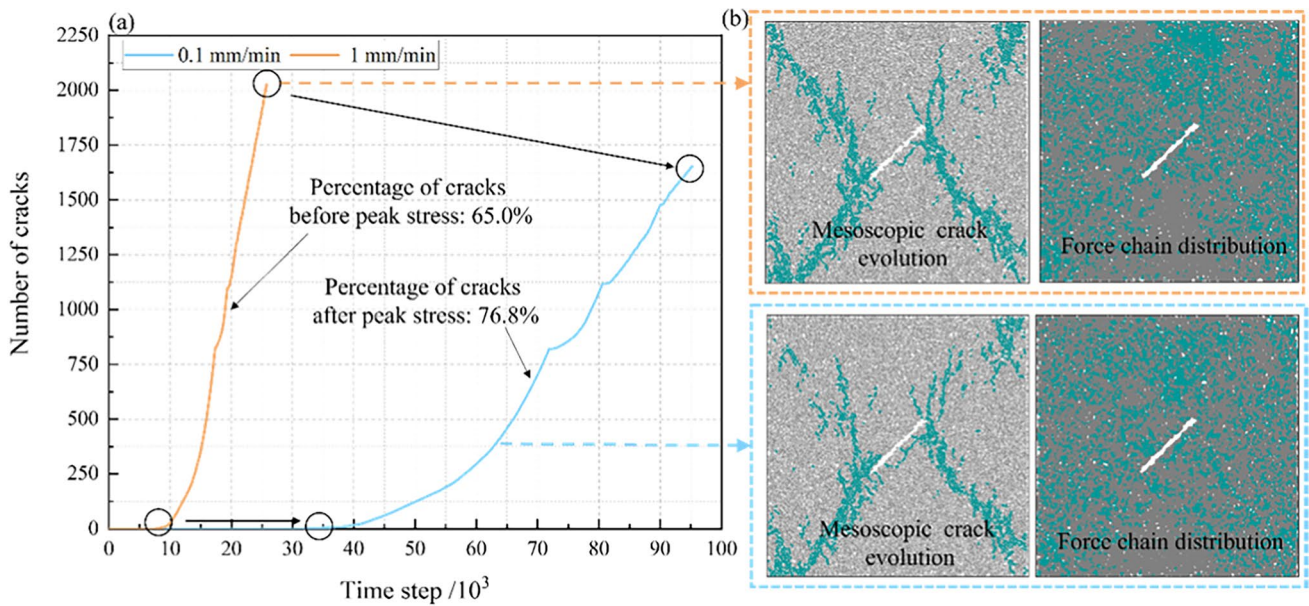 (a)
2250
2000
1750
1500
1250
1000
750
500
250
0
Number of cracks
0.1 mm/min
1 mm/min
Percentage of cracks
before peak stress: 65.0%
Percentage of cracks
after peak stress: 76.8%
0 10 20 30 40 50 60 70 80 90 100
Time step /10³
(b)
Mesoscopic crack
evolution
Force chain distribution
Mesoscopic crack
evolution
Force chain distribution